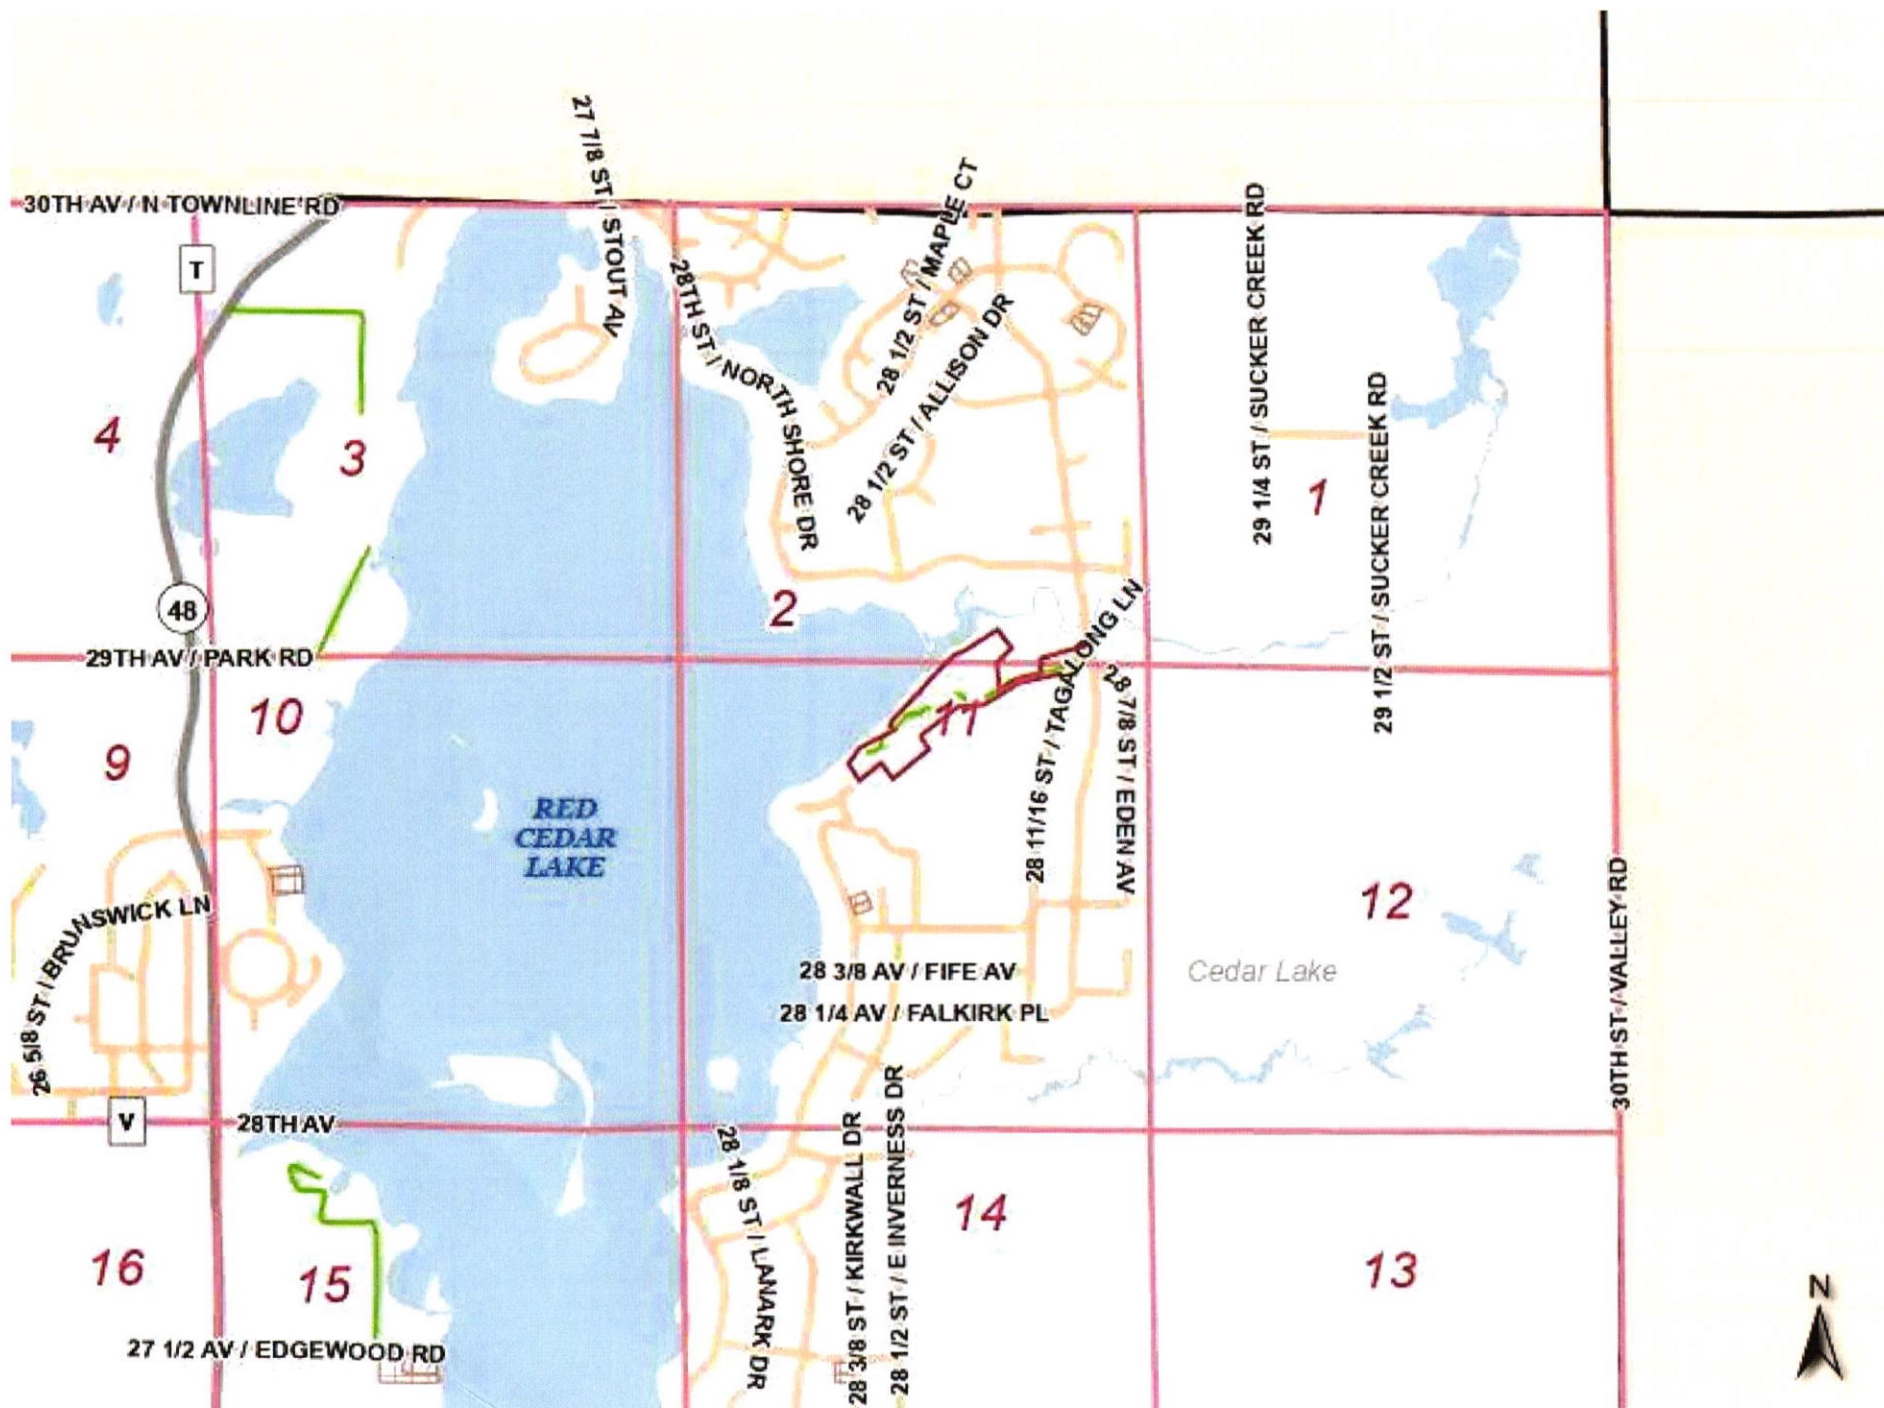 27 7/8 ST / STOUT AV
28 1/2 ST / MAPLE CT
30TH AV / N TOWNLINE RD
29 1/4 ST / SUCKER CREEK RD
T
28TH ST / NORTH SHORE DR
28 1/2 ST / ALLISON DR
4
3
29 1/2 ST / SUCKER CREEK RD
1
48
2
29TH AV / PARK RD
28 11/16 ST / TAGALONG LN
28 7/8 ST / EDEN AV
10
11
9
RED
CEDAR
LAKE
12
26 5/8 ST / BRUNSWICK LN
30TH ST / VALLEY RD
28 3/8 AV / FIFE AV
Cedar Lake
28 1/4 AV / FALKIRK PL
V
28TH AV
28 1/8 ST / LANARK DR
28 3/8 ST / KIRKWALL DR
28 1/2 ST / E INVERNESS DR
14
16
15
13
N
27 1/2 AV / EDGEWOOD RD